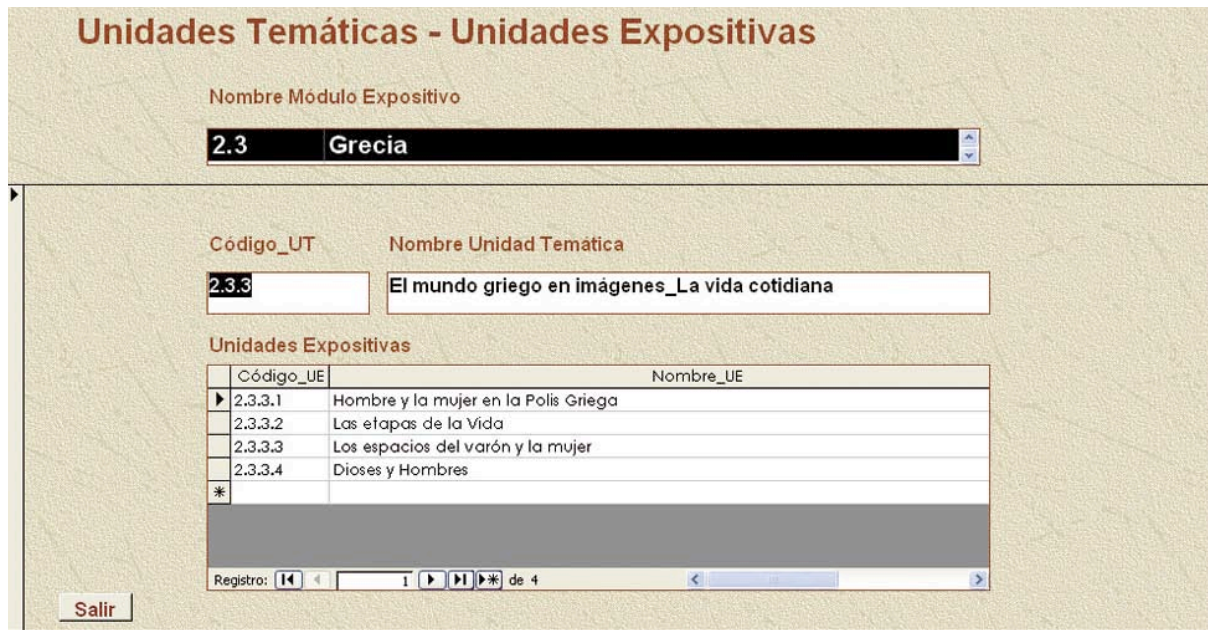 Unidades Temáticas - Unidades Expositivas
Nombre Módulo Expositivo
2.3 Grecia
Código_UT Nombre Unidad Temática
2.3.3 El mundo griego en imágenes_La vida cotidiana
Unidades Expositivas
Código_UE Nombre_UE
2.3.3.1 Hombre y la mujer en la Polis Griega
2.3.3.2 Las etapas de la Vida
2.3.3.3 Los espacios del varón y la mujer
2.3.3.4 Dioses y Hombres
Registro: 1 de 4
Salir